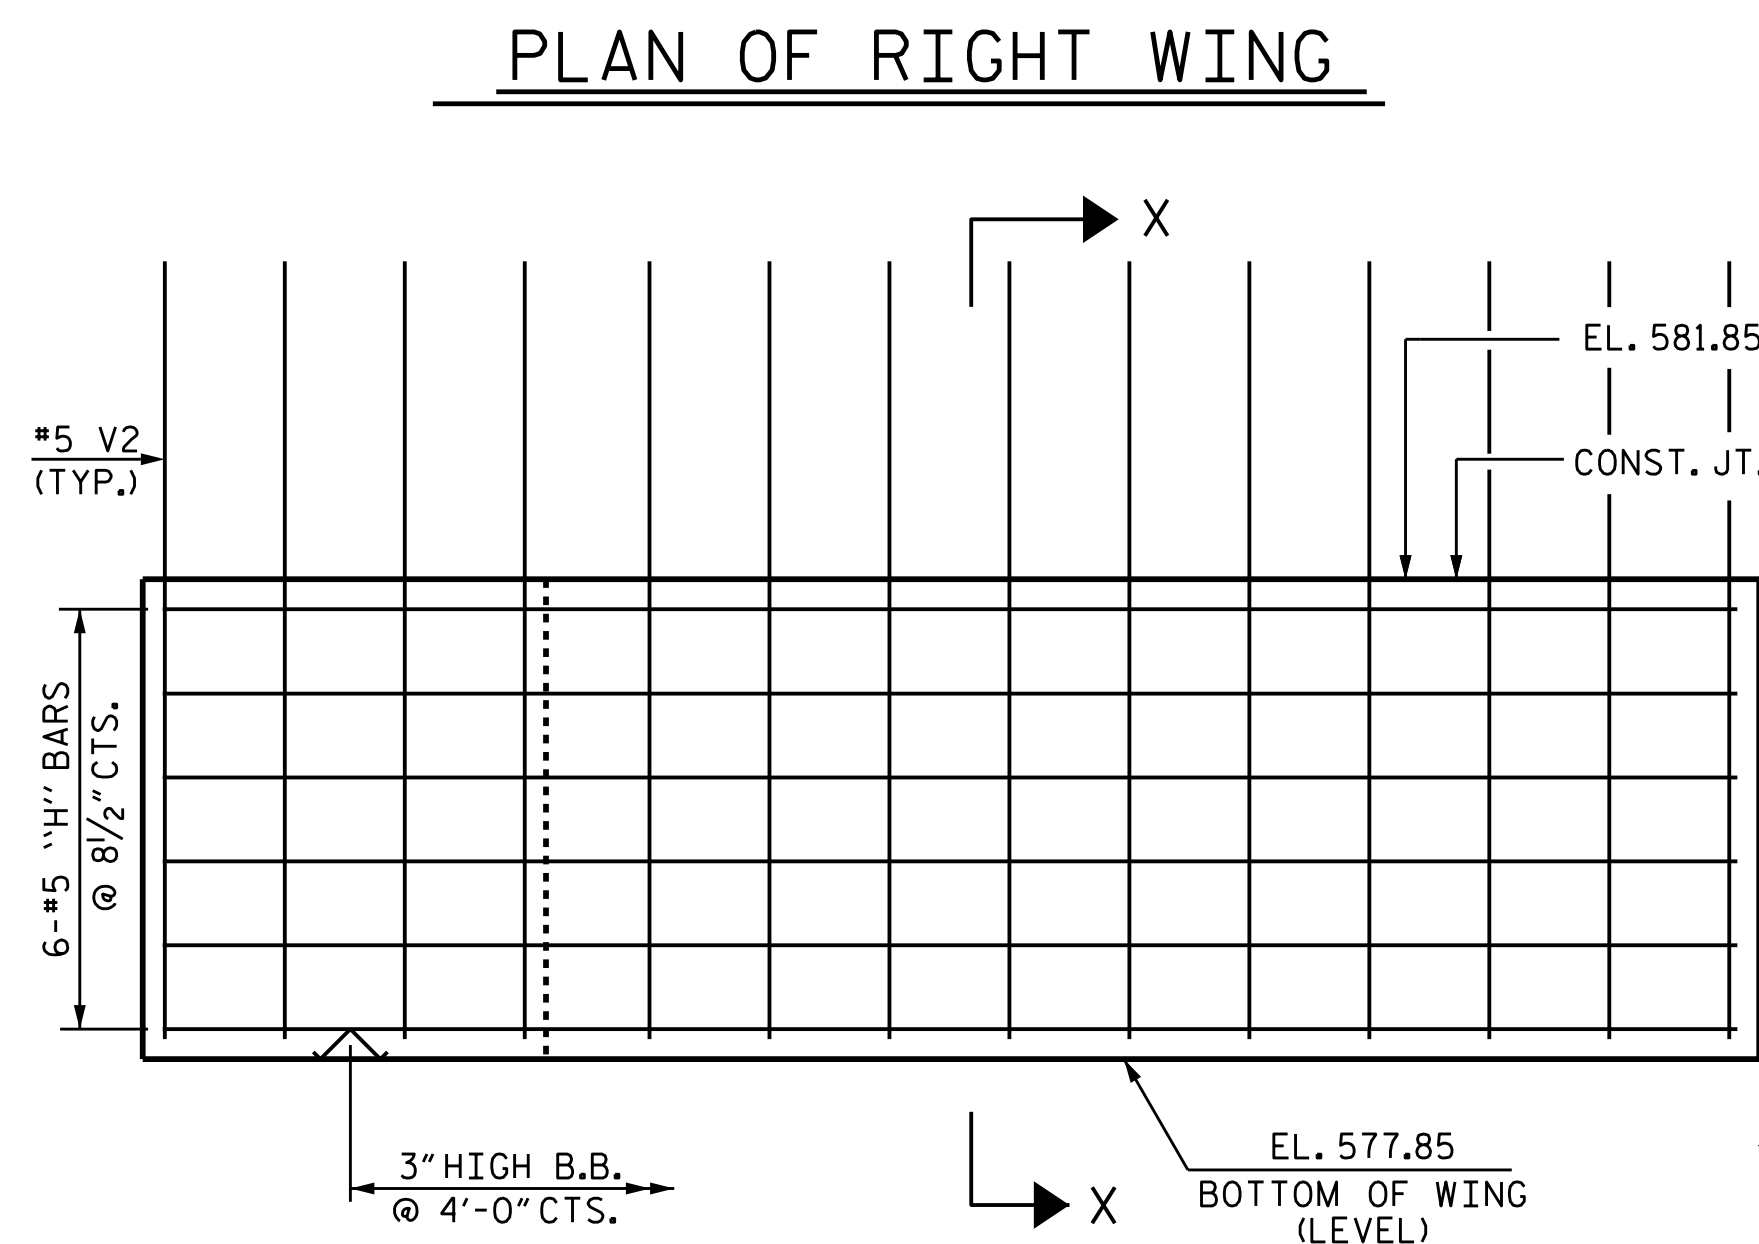 PLAN OF RIGHT WING
X
EL. 581.85
#5 V2
(TYP.)
CONST. JT.
6-#5 ‵‵H′′ BARS
@ 8½″ CTS.
3″ HIGH B.B.
@ 4′-0″ CTS.
X
EL. 577.85
BOTTOM OF WING
(LEVEL)